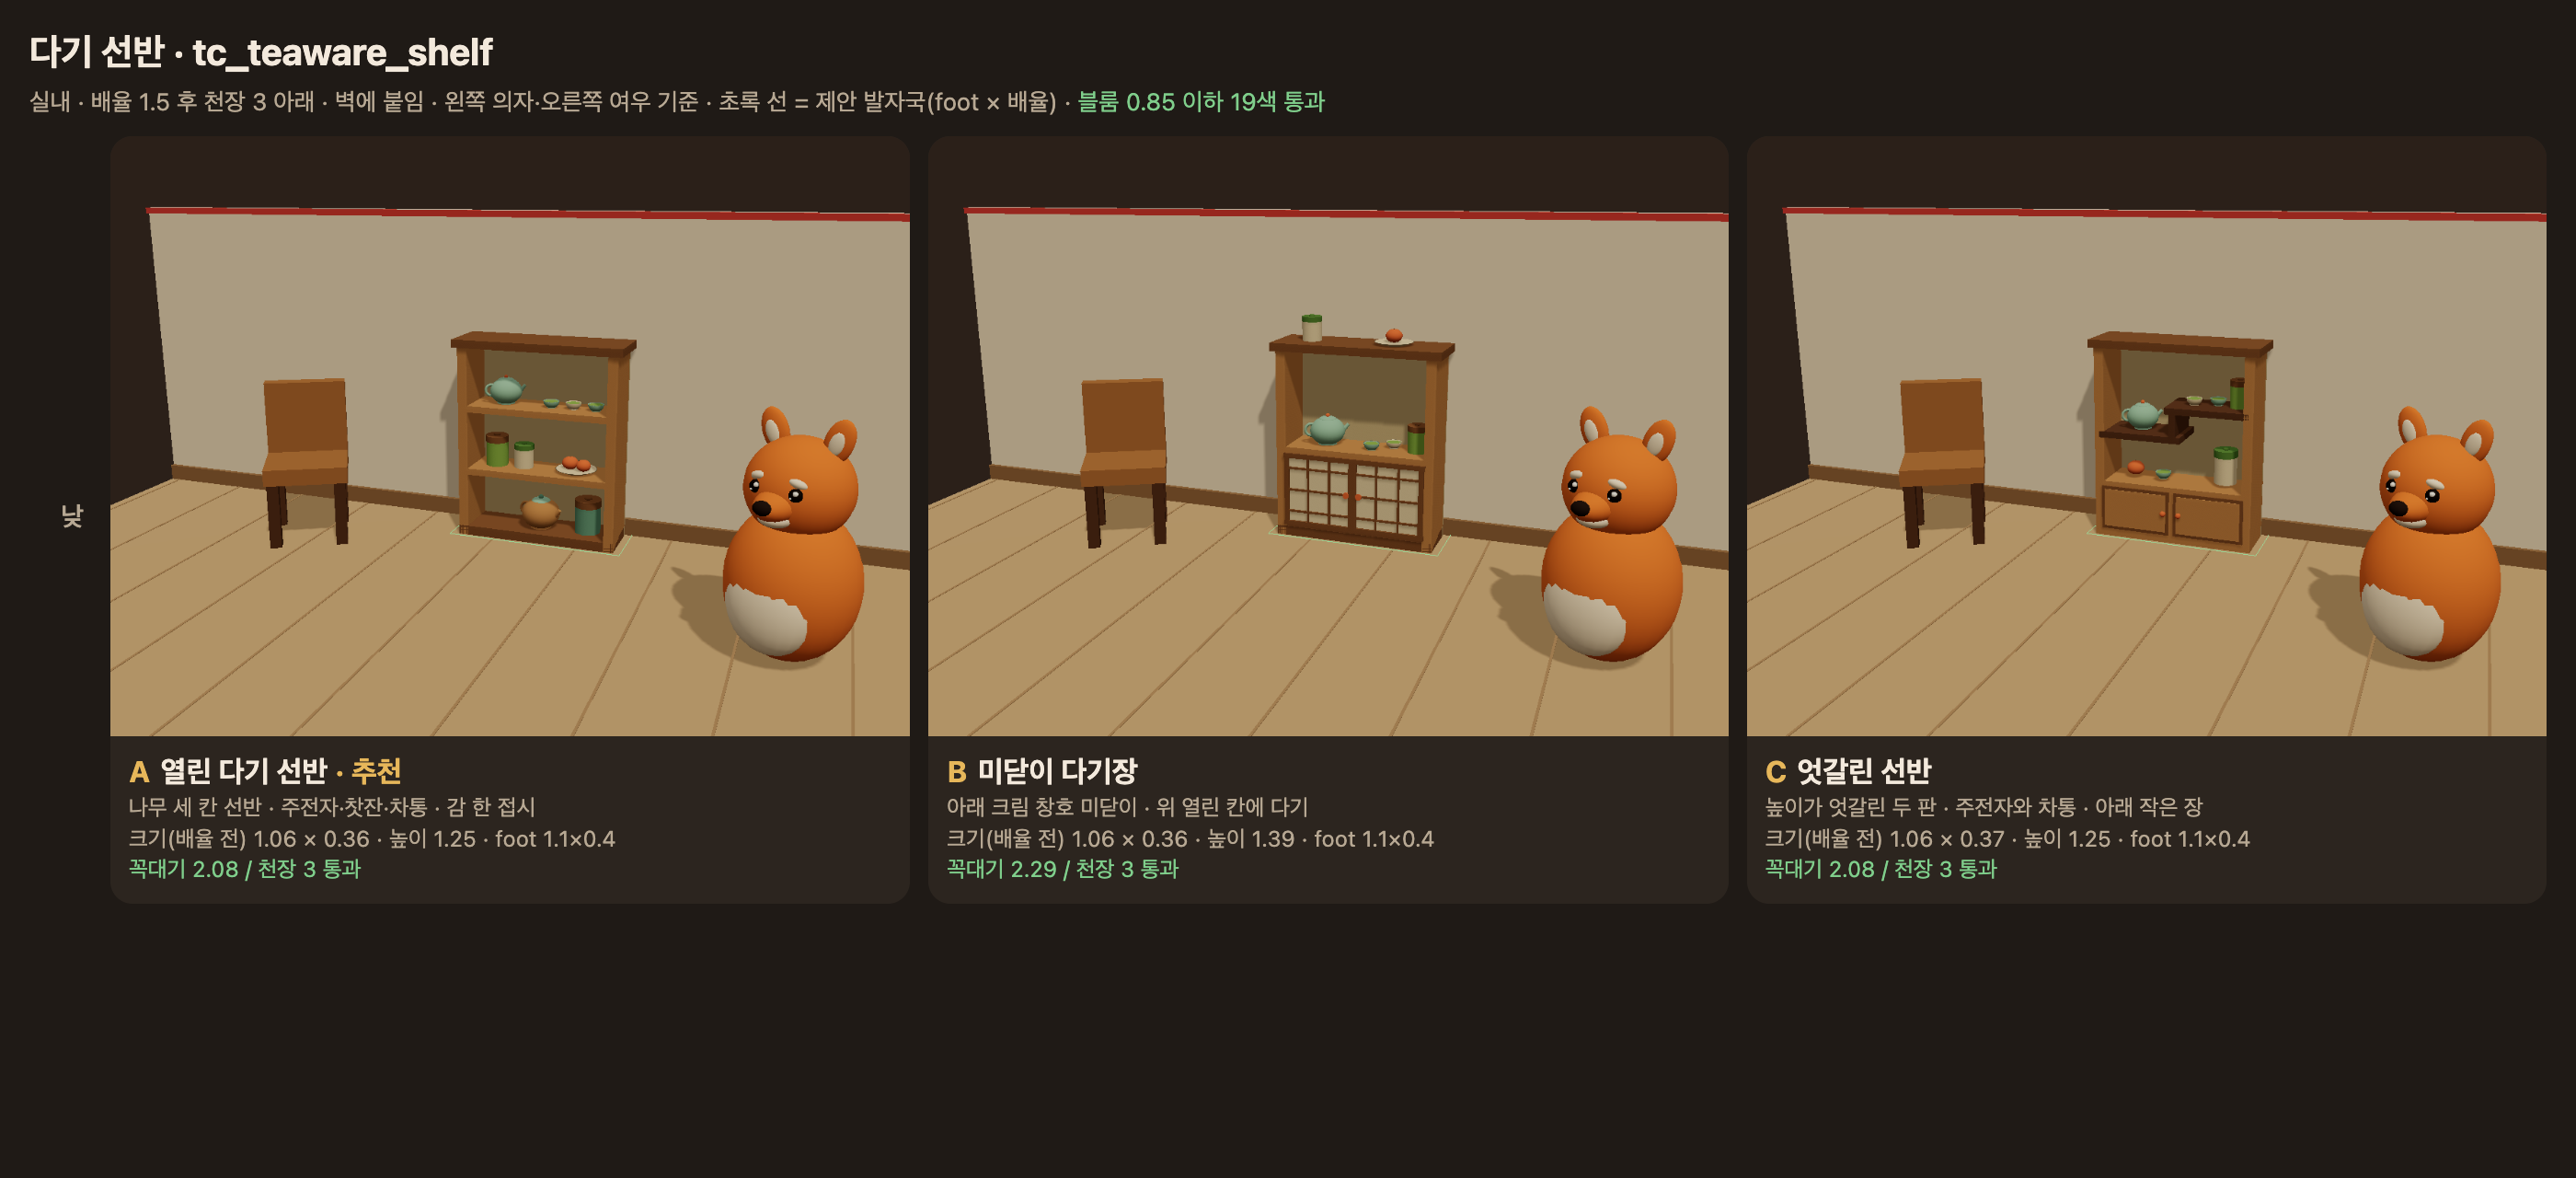 다기 선반 · tc_teaware_shelf
실내 · 배율 1.5 후 천장 3 아래 · 벽에 붙임 · 왼쪽 의자·오른쪽 여우 기준 · 초록 선 = 제안 발자국(foot × 배율) · 블룸 0.85 이하 19색 통과
낮
A 열린 다기 선반 · 추천
나무 세 칸 선반 · 주전자·찻잔·차통 · 감 한 접시
크기(배율 전) 1.06 × 0.36 · 높이 1.25 · foot 1.1×0.4
꼭대기 2.08 / 천장 3 통과
B 미닫이 다기장
아래 크림 창호 미닫이 · 위 열린 칸에 다기
크기(배율 전) 1.06 × 0.36 · 높이 1.39 · foot 1.1×0.4
꼭대기 2.29 / 천장 3 통과
C 엇갈린 선반
높이가 엇갈린 두 판 · 주전자와 차통 · 아래 작은 장
크기(배율 전) 1.06 × 0.37 · 높이 1.25 · foot 1.1×0.4
꼭대기 2.08 / 천장 3 통과